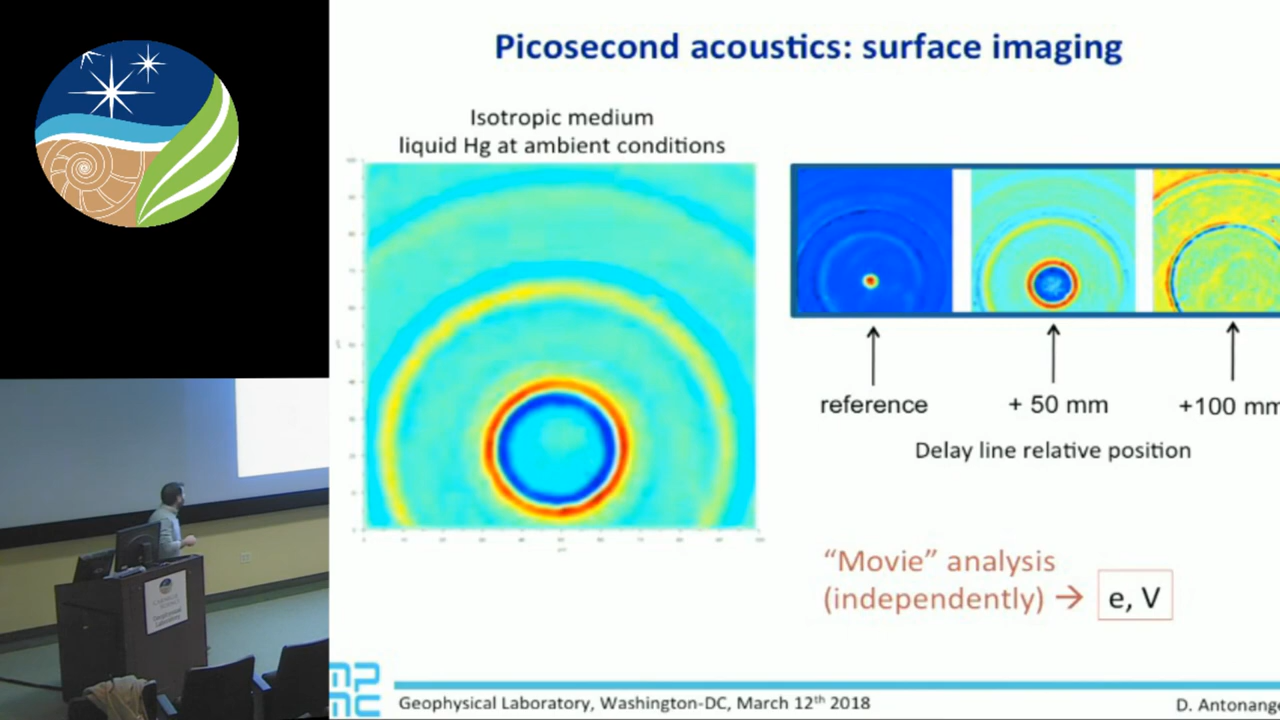 Picosecond acoustics: surface imaging
Isotropic medium
liquid Hg at ambient conditions
reference
+ 50 mm
+100 mm
Delay line relative position
"Movie" analysis
(independently) → e, V
Geophysical Laboratory, Washington-DC, March 12th 2018
D. Antonange